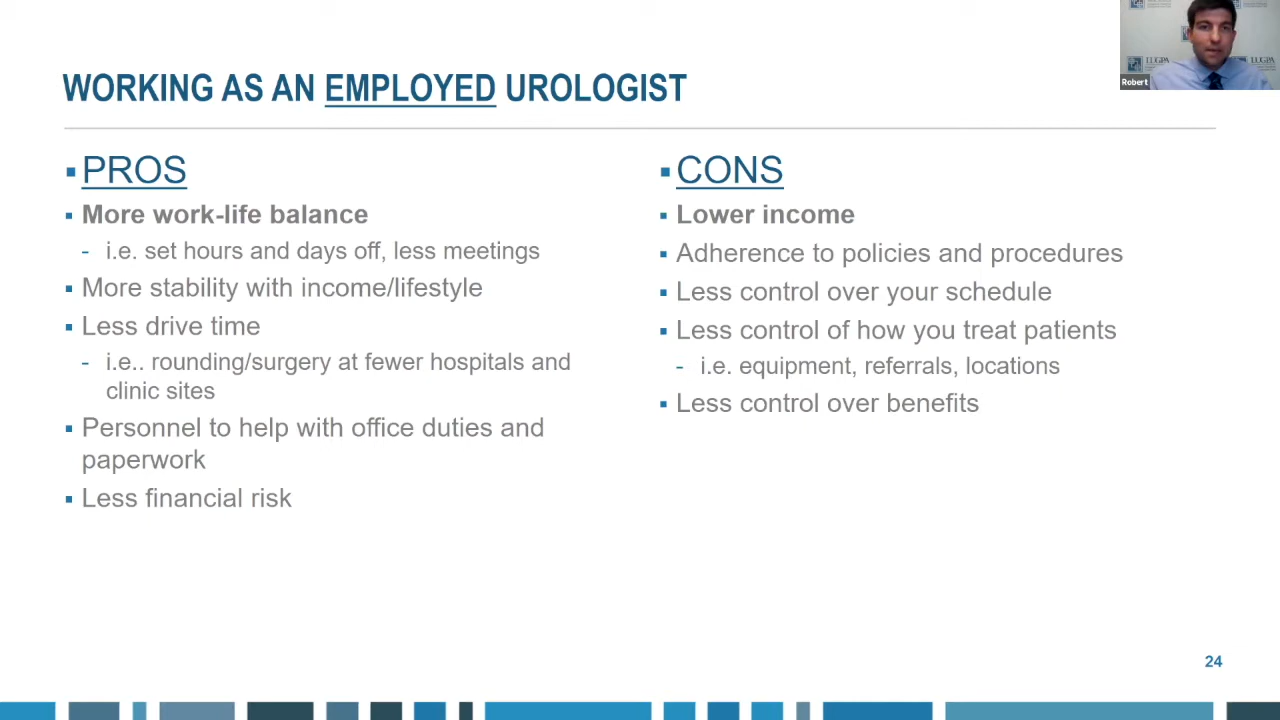 WORKING AS AN EMPLOYED UROLOGIST
▪ PROS
▪ More work-life balance
- i.e. set hours and days off, less meetings
▪ More stability with income/lifestyle
▪ Less drive time
- i.e.. rounding/surgery at fewer hospitals and
clinic sites
▪ Personnel to help with office duties and
paperwork
▪ Less financial risk
▪ CONS
▪ Lower income
▪ Adherence to policies and procedures
▪ Less control over your schedule
▪ Less control of how you treat patients
- i.e. equipment, referrals, locations
▪ Less control over benefits
LUGPA
LUGPA
Robert
24